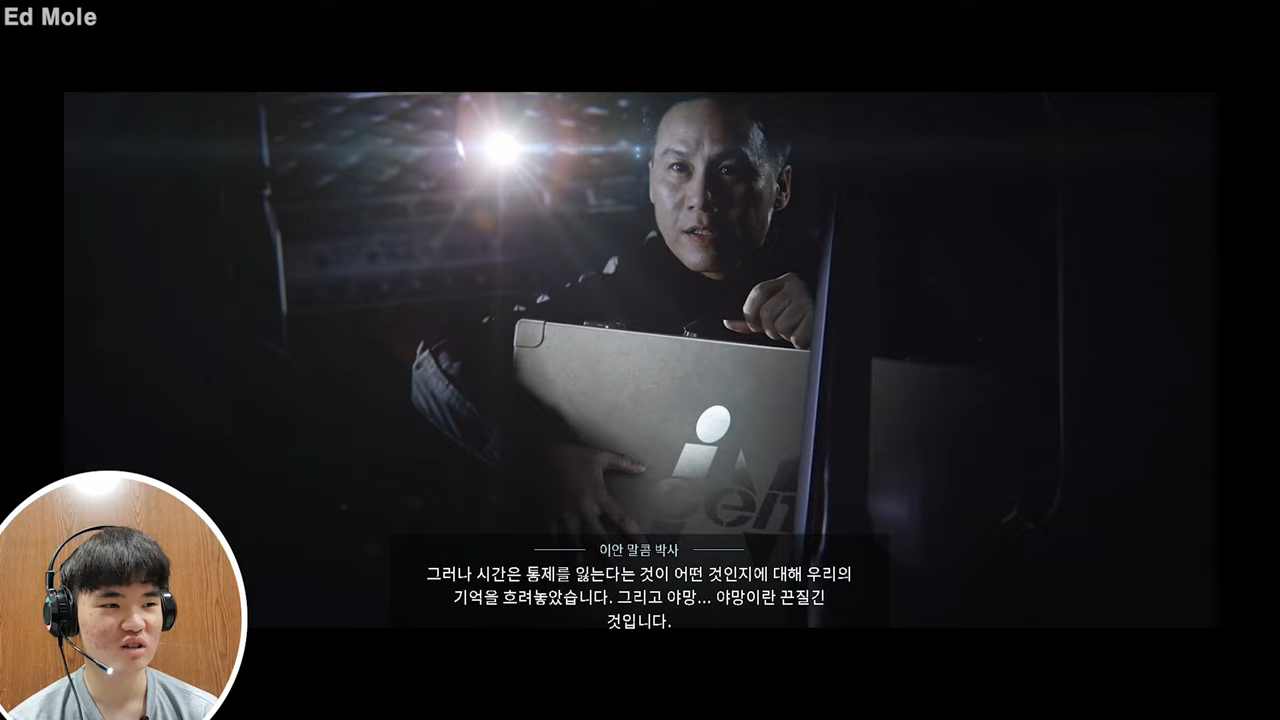 Ed Mole
이안 말콤 박사
그러나 시간은 통제를 잃는다는 것이 어떤 것인지에 대해 우리의
기억을 흐려놓았습니다. 그리고 야망... 야망이란 끈질긴
것입니다.